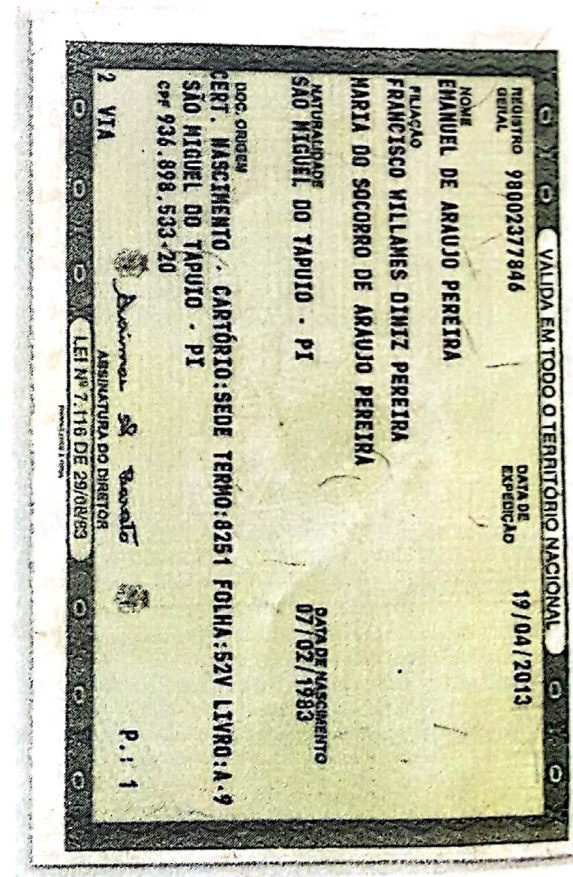 VALIDA EM TODO O TERRITÓRIO NACIONAL
REGISTRO GERAL 98002377846 DATA DE EXPEDIÇÃO 19/04/2013
NOME
EMANUEL DE ARAUJO PEREIRA
FILIAÇÃO
FRANCISCO WILLAMES DINIZ PEREIRA
MARIA DO SOCORRO DE ARAUJO PEREIRA
NATURALIDADE DATA DE NASCIMENTO
SÃO MIGUEL DO TAPUIO - PI 07/02/1983
DOC. ORIGEM
CERT. NASCIMENTO - CARTÓRIO:SEDE TERMO:8251 FOLHA:52V LIVRO:A-9
SÃO MIGUEL DO TAPUIO - PI
CPF 936.898.533-20
2 VIA P.: 1
ASSINATURA DO DIRETOR
LEI Nº 7.116 DE 29/08/83